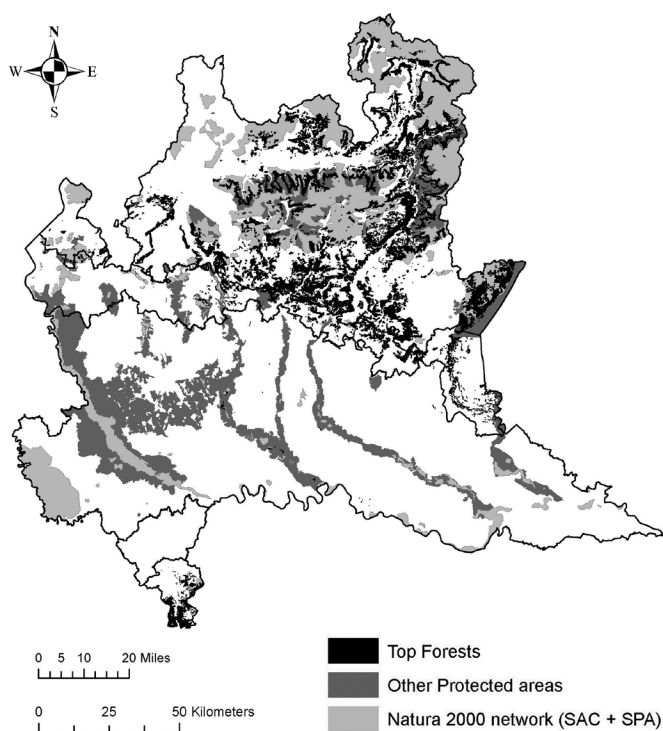 N
W E
S
0 5 10 20 Miles
0 25 50 Kilometers
Top Forests
Other Protected areas
Natura 2000 network (SAC + SPA)